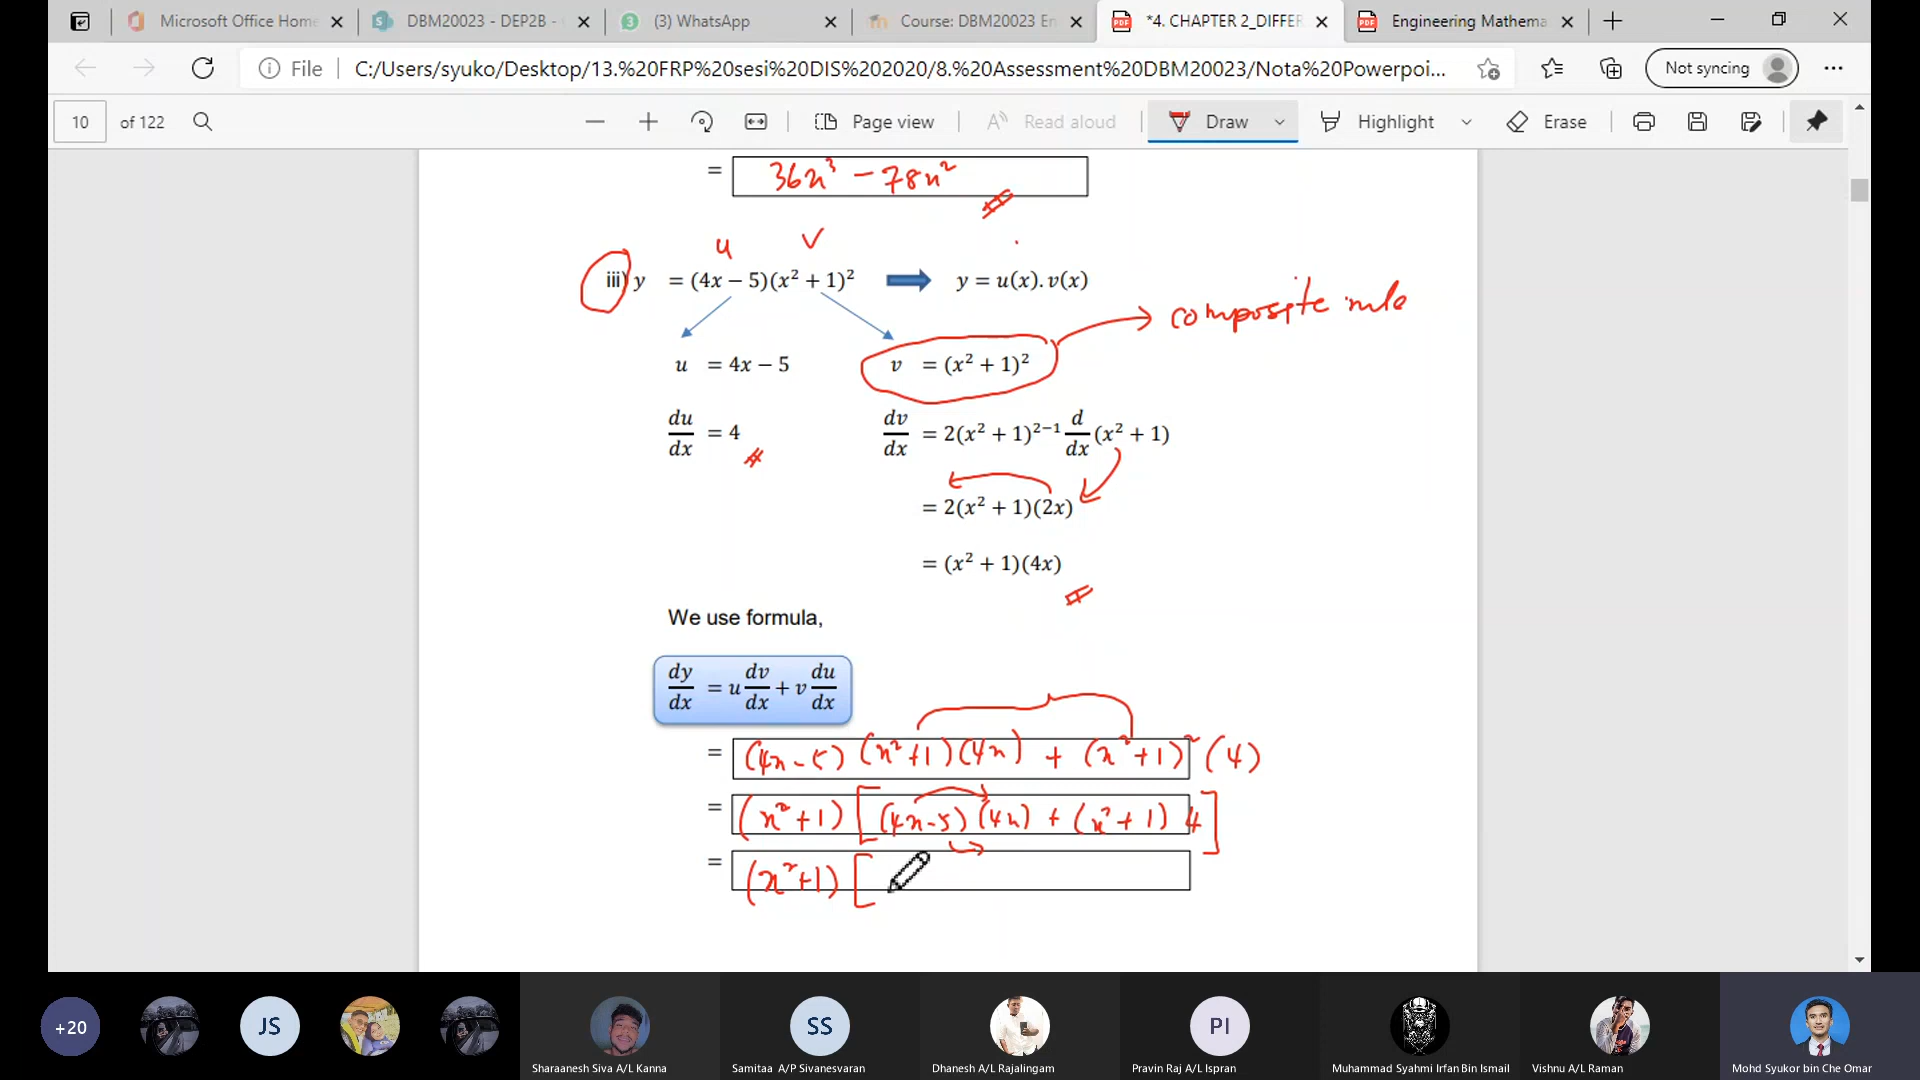 Microsoft Office Home
DBM20023 - DEP2B -
(3) WhatsApp
Course: DBM20023 En
*4. CHAPTER 2_DIFFER
Engineering Mathema
File
C:/Users/syuko/Desktop/13.%20FRP%20sesi%20DIS%202020/8.%20Assessment%20DBM20023/Nota%20Powerpoi...
Not syncing
10 of 122
Page view
Read aloud
Draw
Highlight
Erase
= 36x³ − 78x²
u v
iii) y = (4x − 5)(x² + 1)² y = u(x). v(x)
composite rule
u = 4x − 5 v = (x² + 1)²
du/dx = 4 dv/dx = 2(x² + 1)²⁻¹ d/dx (x² + 1)
= 2(x² + 1)(2x)
= (x² + 1)(4x)
We use formula,
dy/dx = u dv/dx + v du/dx
= (4x − 5) (x² + 1)(4x) + (x² + 1)² (4)
= (x² + 1) [(4x − 5)(4x) + (x² + 1) 4]
= (x² + 1) [
+20
JS
SS
PI
Sharaanesh Siva A/L Kanna
Samitaa A/P Sivanesvaran
Dhanesh A/L Rajalingam
Pravin Raj A/L Ispran
Muhammad Syahmi Irfan Bin Ismail
Vishnu A/L Raman
Mohd Syukor bin Che Omar